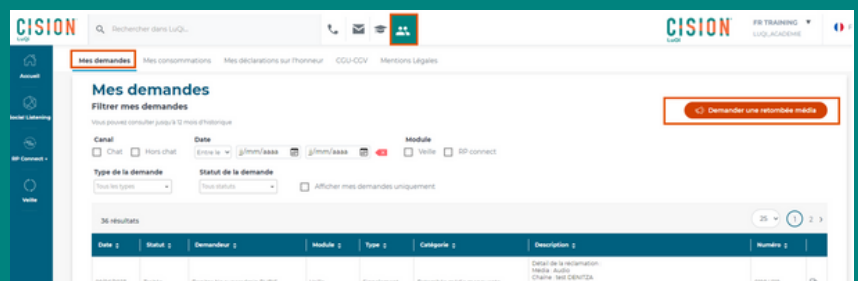 CISION
LuQi
Rechercher dans LuQi...
CISION
LuQi
FR TRAINING
LUQI_ACADEMIE
Accueil
Social Listening
RP Connect
Veille
Mes demandes Mes consommations Mes déclarations sur l'honneur CGU-CGV Mentions Légales
Mes demandes
Filtrer mes demandes
Demander une retombée média
Vous pouvez consulter jusqu'à 12 mois d'historique
Canal Date Module
Chat Hors chat Entre le jj/mm/aaaa jj/mm/aaaa Veille RP connect
Type de la demande Statut de la demande
Tous les types Tous statuts Afficher mes demandes uniquement
36 résultats 25 1 2 >
Date Statut Demandeur Module Type Catégorie Description Numéro
Détail de la réclamation
Media Audio
Chaine test DENITZA